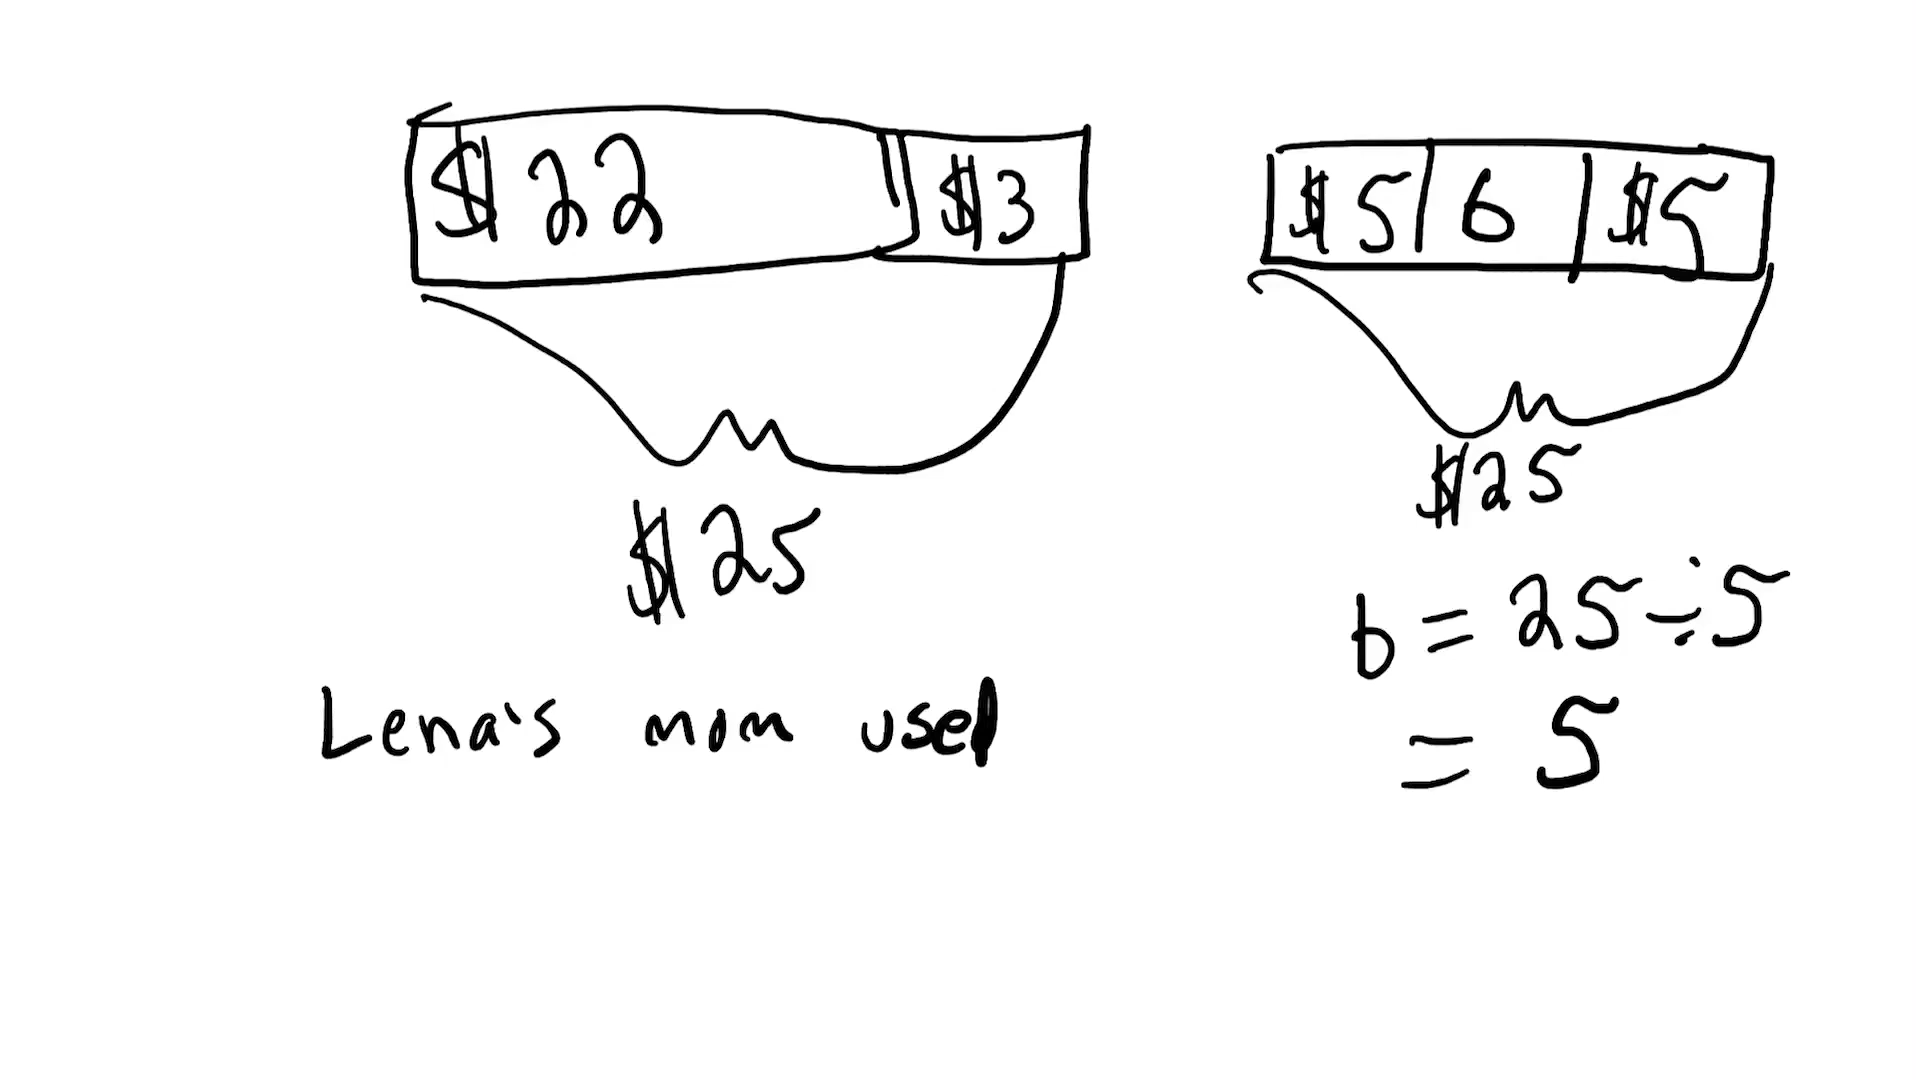 $22 $3
$25
Lena's mom used
$5 b $5
$25
b = 25 ÷ 5
= 5